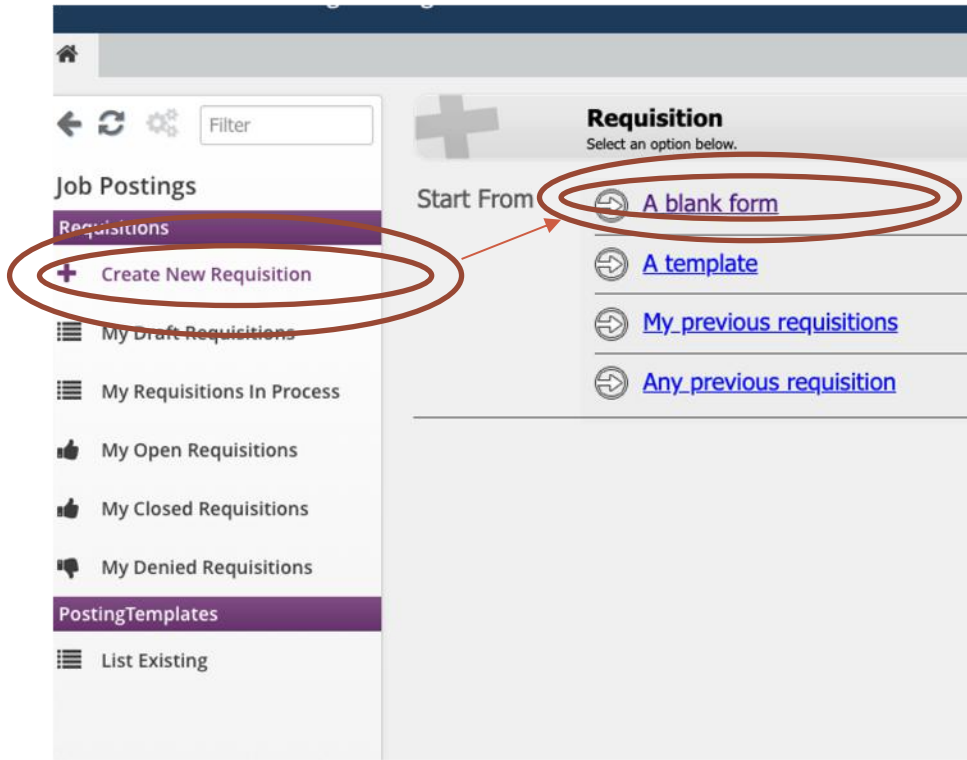 Filter
Job Postings
Requisitions
Create New Requisition
My Draft Requisitions
My Requisitions In Process
My Open Requisitions
My Closed Requisitions
My Denied Requisitions
PostingTemplates
List Existing
Requisition
Select an option below.
Start From
A blank form
A template
My previous requisitions
Any previous requisition